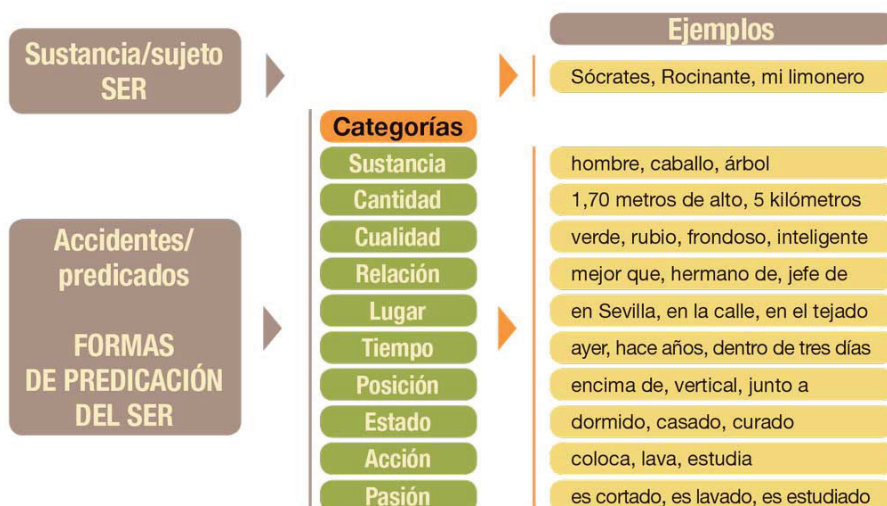 Ejemplos
Sustancia/sujeto
SER
Sócrates, Rocinante, mi limonero
Categorías
Accidentes/
predicados
FORMAS
DE PREDICACIÓN
DEL SER
Sustancia
hombre, caballo, árbol
Cantidad
1,70 metros de alto, 5 kilómetros
Cualidad
verde, rubio, frondoso, inteligente
Relación
mejor que, hermano de, jefe de
Lugar
en Sevilla, en la calle, en el tejado
Tiempo
ayer, hace años, dentro de tres días
Posición
encima de, vertical, junto a
Estado
dormido, casado, curado
Acción
coloca, lava, estudia
Pasión
es cortado, es lavado, es estudiado